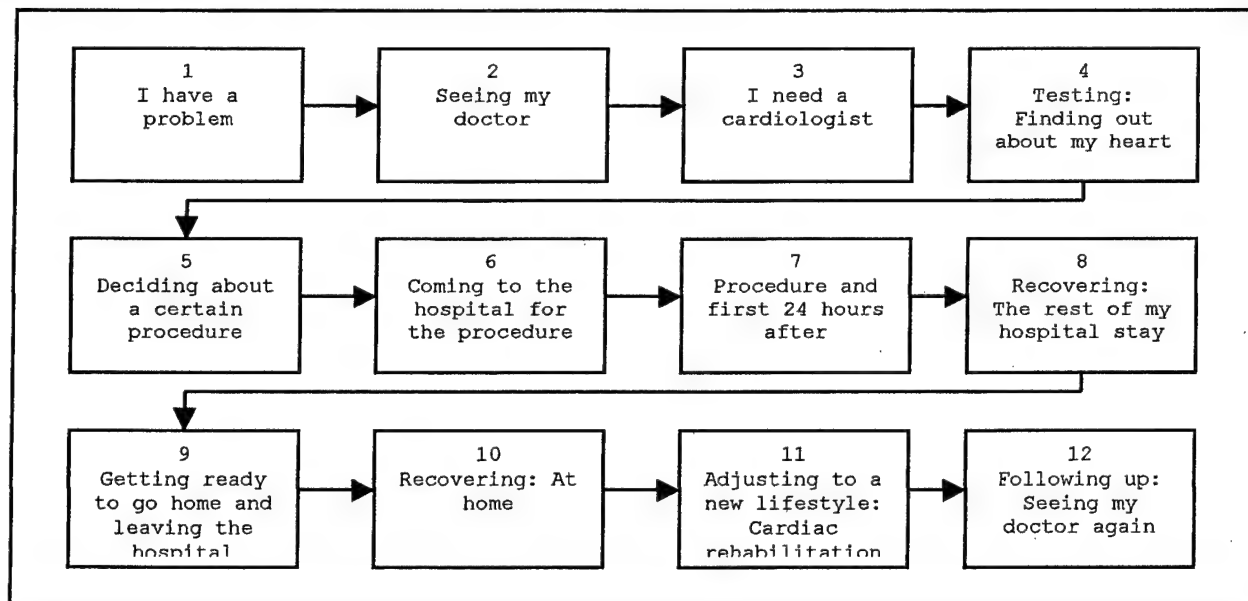 1
I have a
problem
2
Seeing my
doctor
3
I need a
cardiologist
4
Testing:
Finding out
about my heart
5
Deciding about
a certain
procedure
6
Coming to the
hospital for
the procedure
7
Procedure and
first 24 hours
after
8
Recovering:
The rest of my
hospital stay
9
Getting ready
to go home and
leaving the
hospital
10
Recovering: At
home
11
Adjusting to a
new lifestyle:
Cardiac
rehabilitation
12
Following up:
Seeing my
doctor again